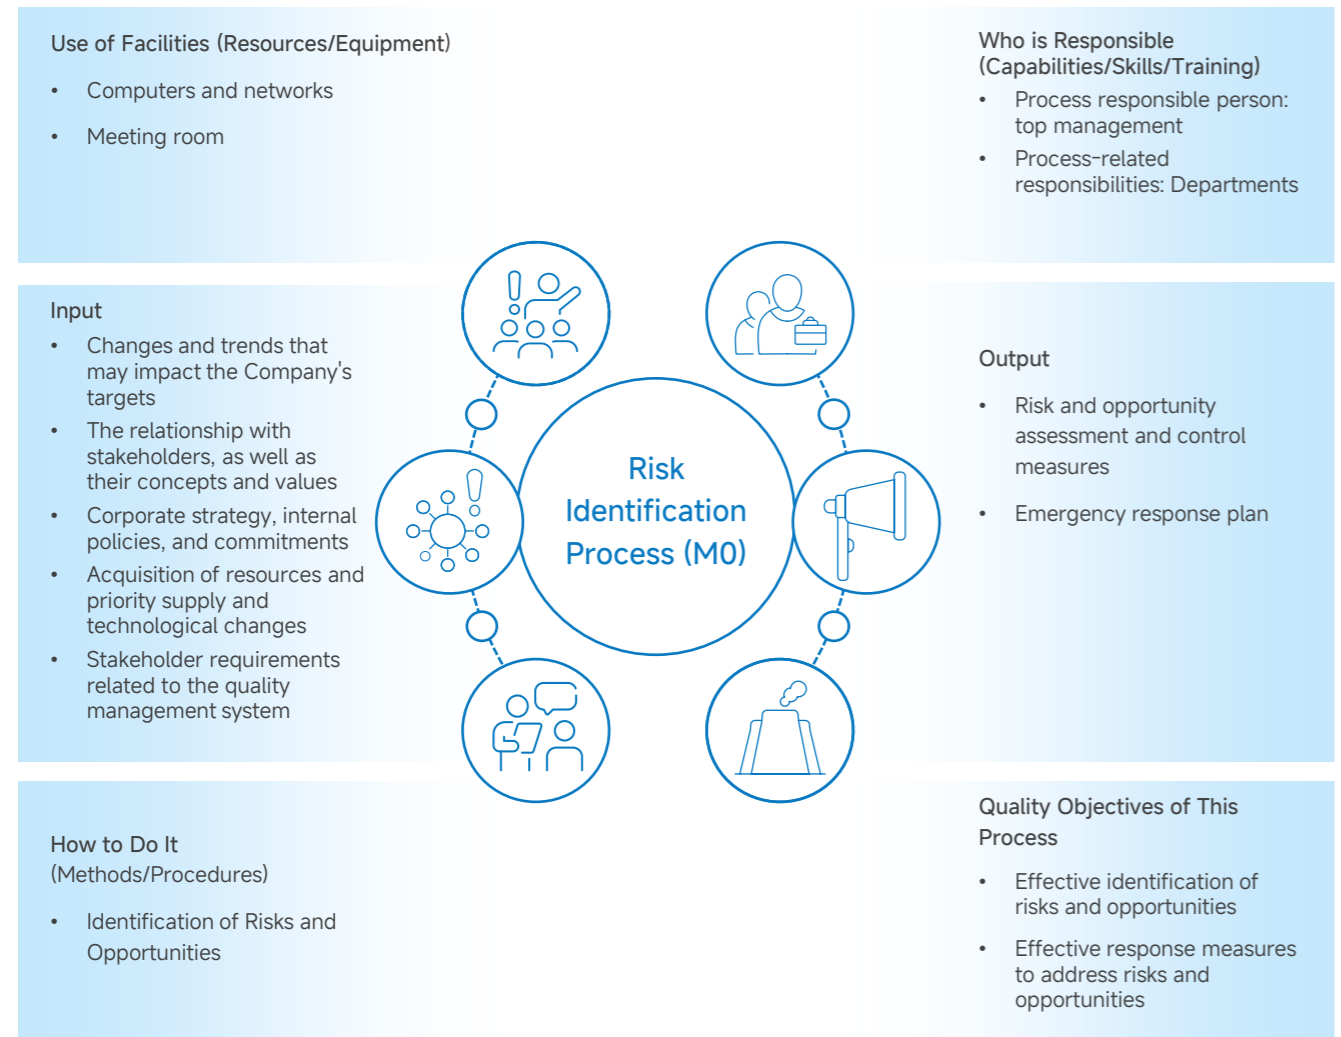 Use of Facilities (Resources/Equipment)
• Computers and networks
• Meeting room
Who is Responsible
(Capabilities/Skills/Training)
• Process responsible person:
top management
• Process-related
responsibilities: Departments
Input
• Changes and trends that
may impact the Company's
targets
• The relationship with
stakeholders, as well as
their concepts and values
• Corporate strategy, internal
policies, and commitments
• Acquisition of resources and
priority supply and
technological changes
• Stakeholder requirements
related to the quality
management system
Risk
Identification
Process (M0)
Output
• Risk and opportunity
assessment and control
measures
• Emergency response plan
How to Do It
(Methods/Procedures)
• Identification of Risks and
Opportunities
Quality Objectives of This
Process
• Effective identification of
risks and opportunities
• Effective response measures
to address risks and
opportunities